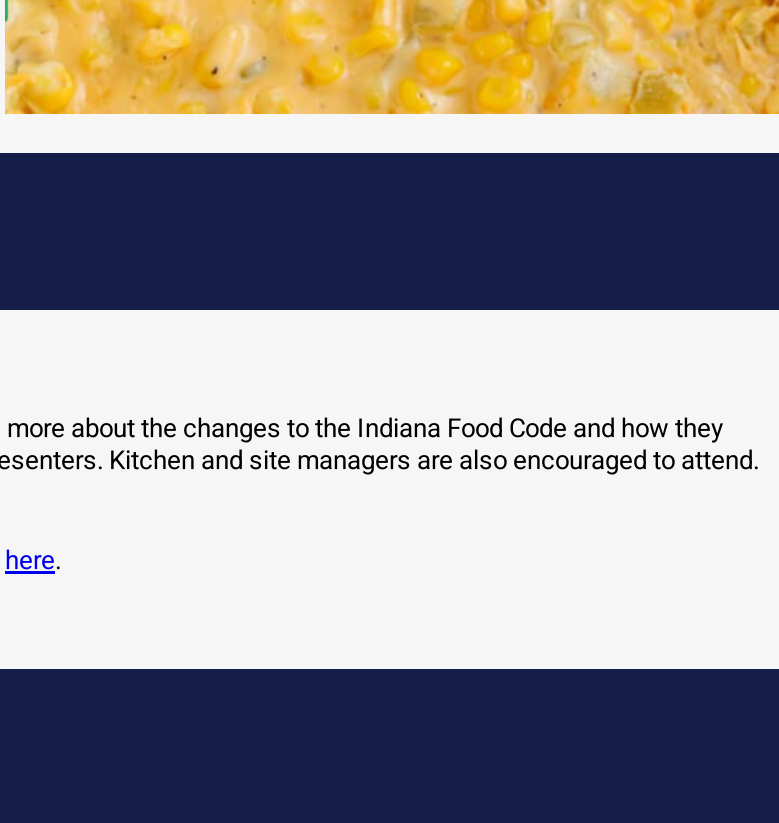 more about the changes to the Indiana Food Code and how they
esenters. Kitchen and site managers are also encouraged to attend.
here.